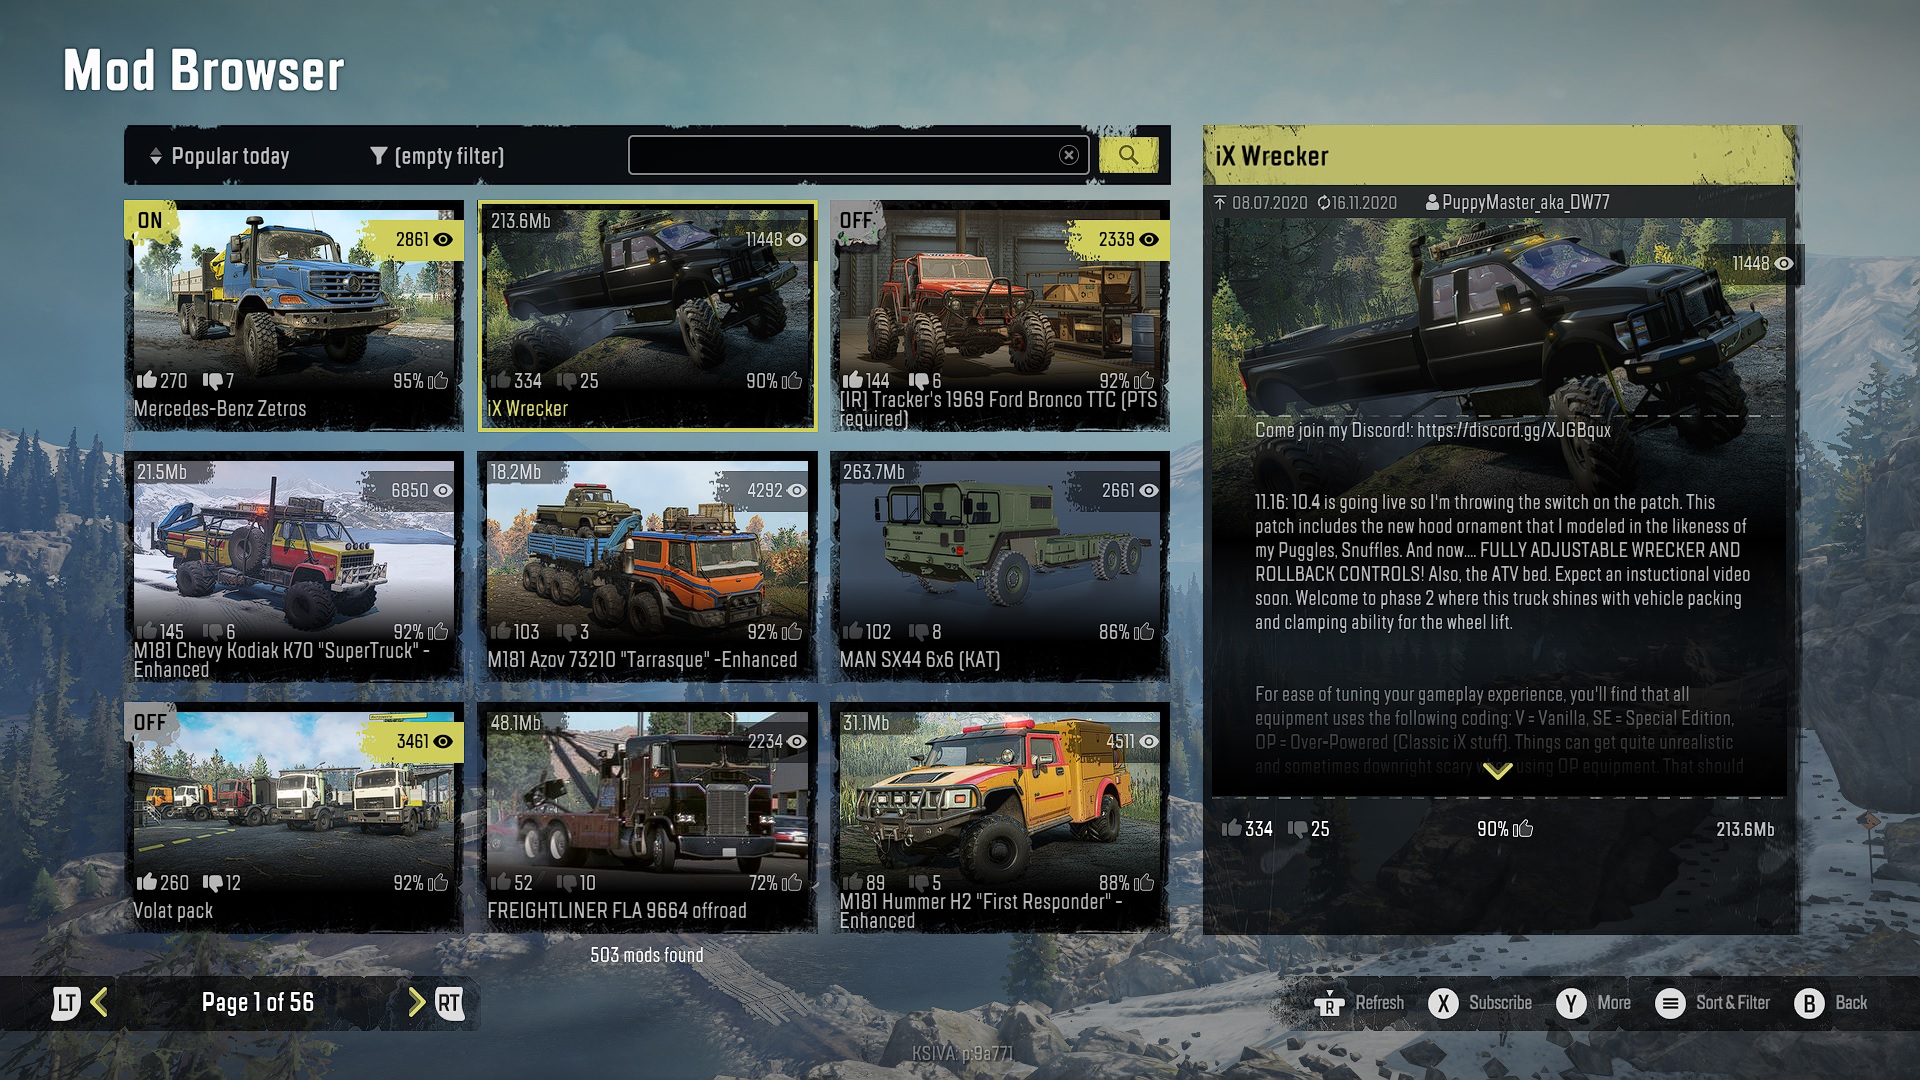 Mod Browser
Popular today
(empty filter)
ON
2861
270 7 95%
Mercedes-Benz Zetros
213.6Mb
11448
334 25 90%
iX Wrecker
OFF
2339
144 6 92%
[IR] Tracker's 1969 Ford Bronco TTC (PTS
required)
21.5Mb
6850
145 6 92%
M181 Chevy Kodiak K70 "SuperTruck" -
Enhanced
18.2Mb
4292
103 3 92%
M181 Azov 73210 "Tarrasque" -Enhanced
263.7Mb
2661
102 8 86%
MAN SX44 6x6 (KAT)
OFF
3461
260 12 92%
Volat pack
48.1Mb
2234
52 10 72%
FREIGHTLINER FLA 9664 offroad
31.1Mb
4511
89 5 88%
M181 Hummer H2 "First Responder" -
Enhanced
503 mods found
iX Wrecker
08.07.2020 16.11.2020 PuppyMaster_aka_DW77
11448
Come join my Discord!: https://discord.gg/XJGBqux
11.16: 10.4 is going live so I'm throwing the switch on the patch. This
patch includes the new hood ornament that I modeled in the likeness of
my Puggles, Snuffles. And now.... FULLY ADJUSTABLE WRECKER AND
ROLLBACK CONTROLS! Also, the ATV bed. Expect an instuctional video
soon. Welcome to phase 2 where this truck shines with vehicle packing
and clamping ability for the wheel lift.
For ease of tuning your gameplay experience, you'll find that all
equipment uses the following coding: V = Vanilla, SE = Special Edition,
OP = Over-Powered (Classic iX stuff). Things can get quite unrealistic
and sometimes downright scary using OP equipment. That should
334 25 90% 213.6Mb
LT Page 1 of 56 RT
R Refresh X Subscribe Y More Sort & Filter B Back
KSIVA: p:9a771